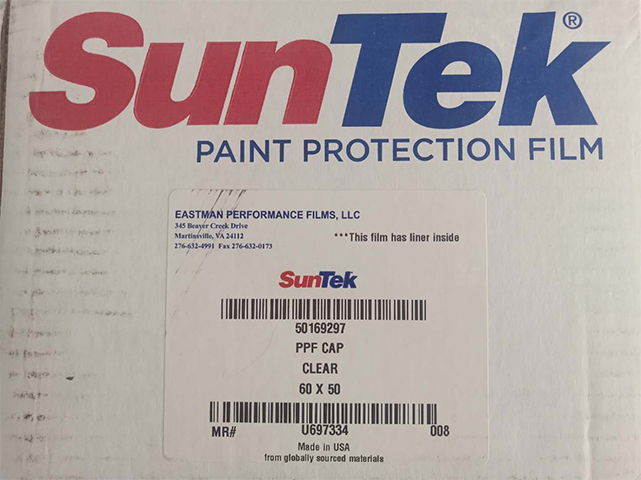 SunTek®
PAINT PROTECTION FILM
EASTMAN PERFORMANCE FILMS, LLC
345 Beaver Creek Drive
Martinsville, VA 24112
276-632-4991 Fax 276-632-0173
***This film has liner inside
SunTek
50169297
PPF CAP
CLEAR
60 X 50
MR# U697334 008
Made in USA
from globally sourced materials